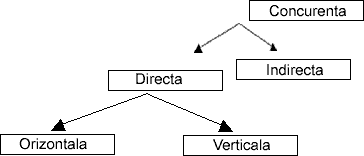 Concurenta
Directa
Indirecta
Orizontala
Verticala